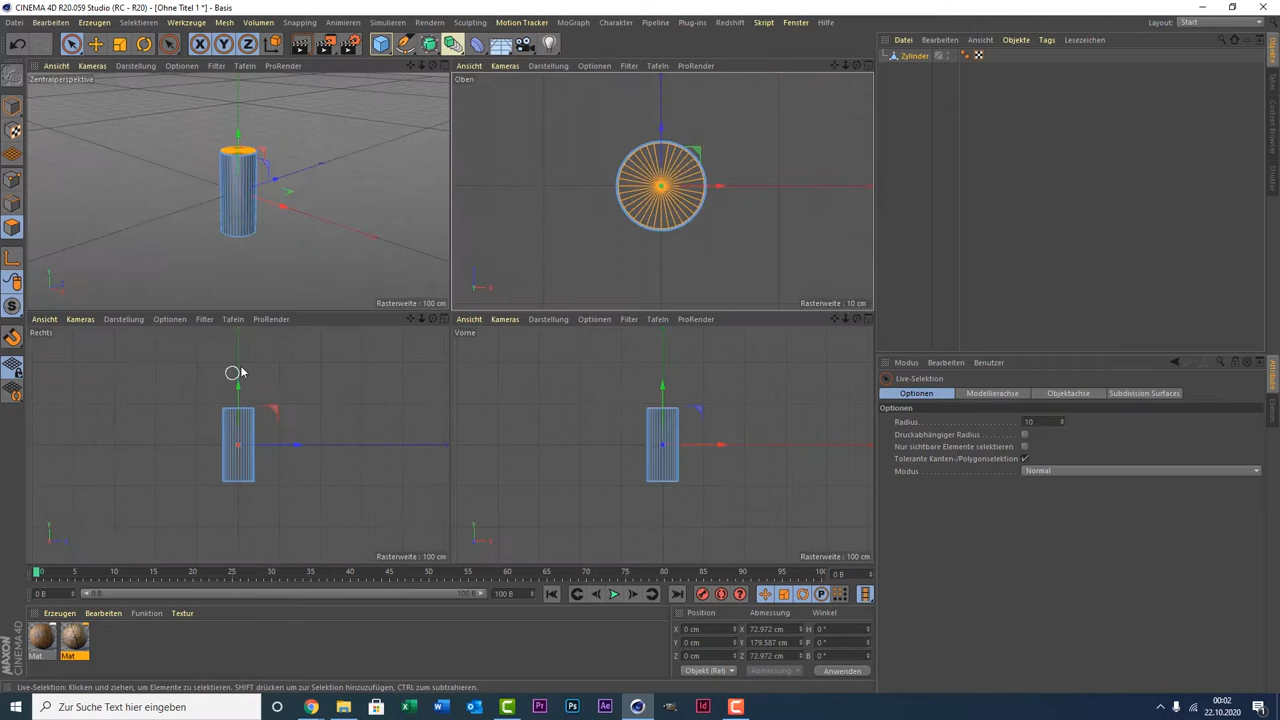 CINEMA 4D R20.059 Studio (RC - R20) - [Ohne Titel 1 *] - Basis
Datei Bearbeiten Erzeugen Selektieren Werkzeuge Mesh Volumen Snapping Animieren Simulieren Rendern Sculpting Motion Tracker MoGraph Charakter Pipeline Plug-ins Redshift Skript Fenster Hilfe
Layout: Start
Datei Bearbeiten Ansicht Objekte Tags Lesezeichen
Zylinder
Ansicht Kameras Darstellung Optionen Filter Tafeln ProRender
Zentralperspektive
Rasterweite : 100 cm
Ansicht Kameras Darstellung Optionen Filter Tafeln ProRender
Oben
Rasterweite : 10 cm
Ansicht Kameras Darstellung Optionen Filter Tafeln ProRender
Rechts
Rasterweite : 100 cm
Ansicht Kameras Darstellung Optionen Filter Tafeln ProRender
Vorne
Rasterweite : 100 cm
Objekte
Takes
Content Browser
Struktur
Attribute
Modus Bearbeiten Benutzer
Live-Selektion
Optionen Modellierachse Objektachse Subdivision Surfaces
Optionen
Radius 10
Druckabhängiger Radius
Nur sichtbare Elemente selektieren
Tolerante Kanten-/Polygonselektion
Modus Normal
0 5 10 15 20 25 30 35 40 45 50 55 60 65 70 75 80 85 90 95 100 0 B
0 B 0 B 100 B 100 B
Erzeugen Bearbeiten Funktion Textur
Mat Mat
Position Abmessung Winkel
X 0 cm X 72.972 cm H 0 °
Y 0 cm Y 179.587 cm P 0 °
Z 0 cm Z 72.972 cm B 0 °
Objekt (Rel) Abmessung Anwenden
MAXON CINEMA 4D
Live-Selektion: Klicken und ziehen, um Elemente zu selektieren. SHIFT drücken um zur Selektion hinzuzufügen, CTRL zum subtrahieren.
Zur Suche Text hier eingeben
00:02
22.10.2020